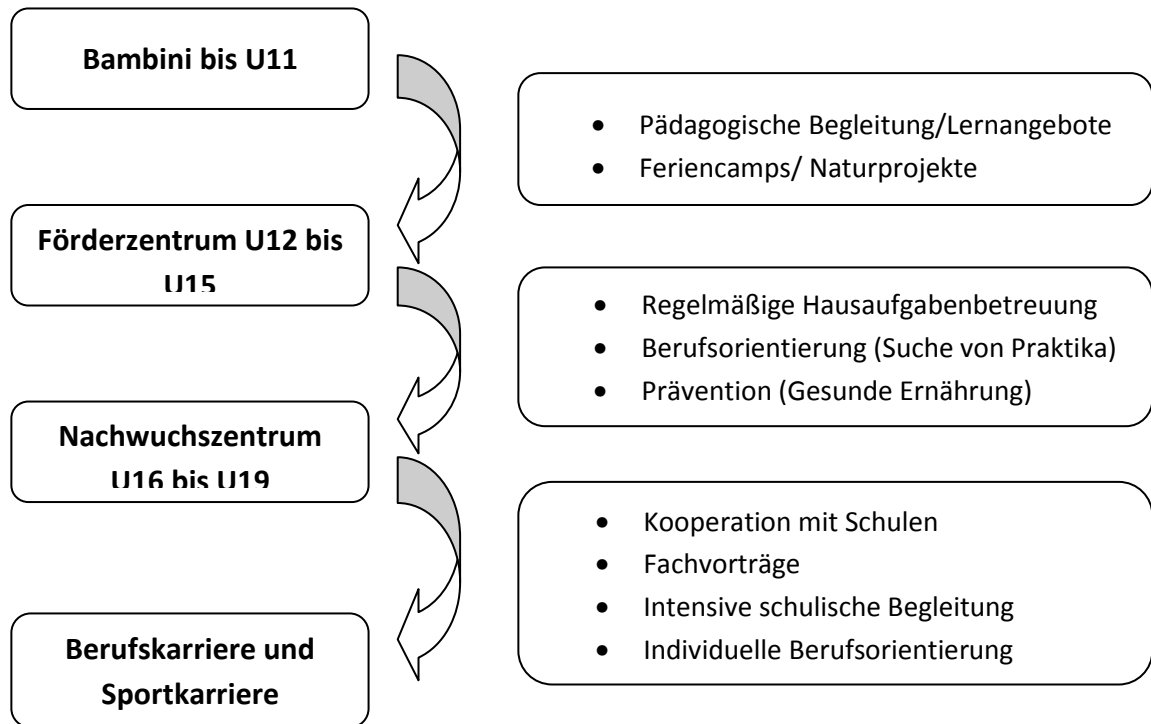 Bambini bis U11
• Pädagogische Begleitung/Lernangebote
• Feriencamps/ Naturprojekte
Förderzentrum U12 bis
U15
• Regelmäßige Hausaufgabenbetreuung
• Berufsorientierung (Suche von Praktika)
• Prävention (Gesunde Ernährung)
Nachwuchszentrum
U16 bis U19
• Kooperation mit Schulen
• Fachvorträge
• Intensive schulische Begleitung
• Individuelle Berufsorientierung
Berufskarriere und
Sportkarriere